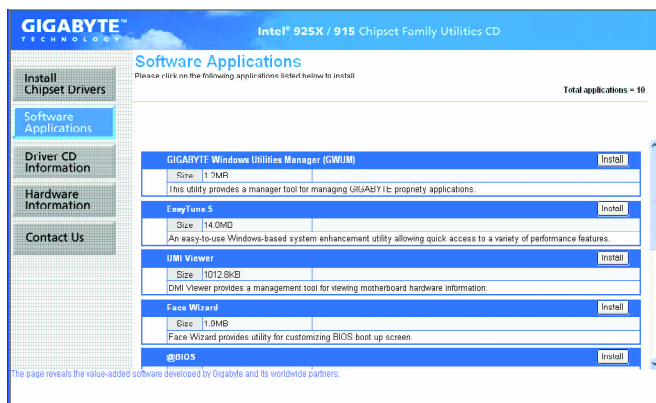 GIGABYTE™
TECHNOLOGY
Intel® 925X / 915 Chipset Family Utilities CD
Install
Chipset Drivers
Software
Applications
Driver CD
Information
Hardware
Information
Contact Us
Software Applications
Please click on the following applications listed below to install
Total applications = 10
GIGABYTE Windows Utilities Manager (GWUM)
Install
Size 1.2MB
This utility provides a manager tool for managing GIGABYTE propriety applications.
EasyTune 5
Install
Size 14.0MB
An easy-to-use Windows-based system enhancement utility allowing quick access to a variety of performance features.
DMI Viewer
Install
Size 1012.8KB
DMI Viewer provides a management tool for viewing motherboard hardware information.
Face Wizard
Install
Size 1.9MB
Face Wizard provides utility for customizing BIOS boot up screen.
@BIOS
Install
The page reveals the value-added software developed by Gigabyte and its worldwide partners.